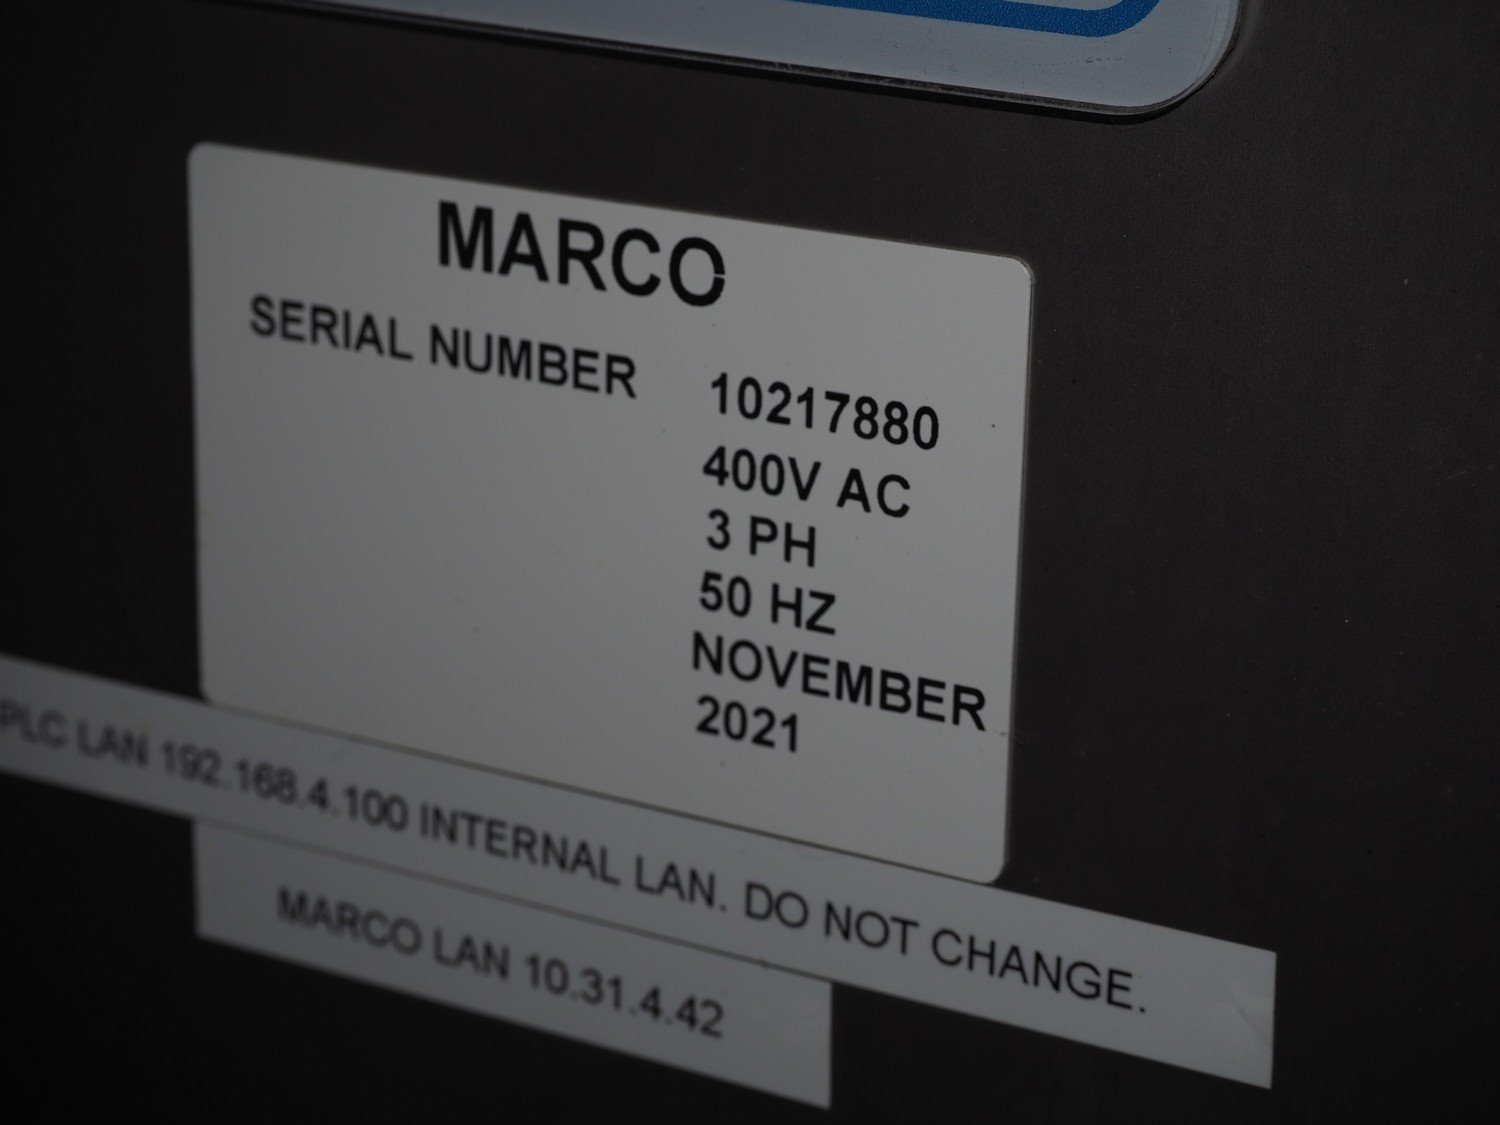 MARCO
SERIAL NUMBER 10217880
400V AC
3 PH
50 HZ
NOVEMBER
2021
PLC LAN 192.168.4.100 INTERNAL LAN. DO NOT CHANGE.
MARCO LAN 10.31.4.42